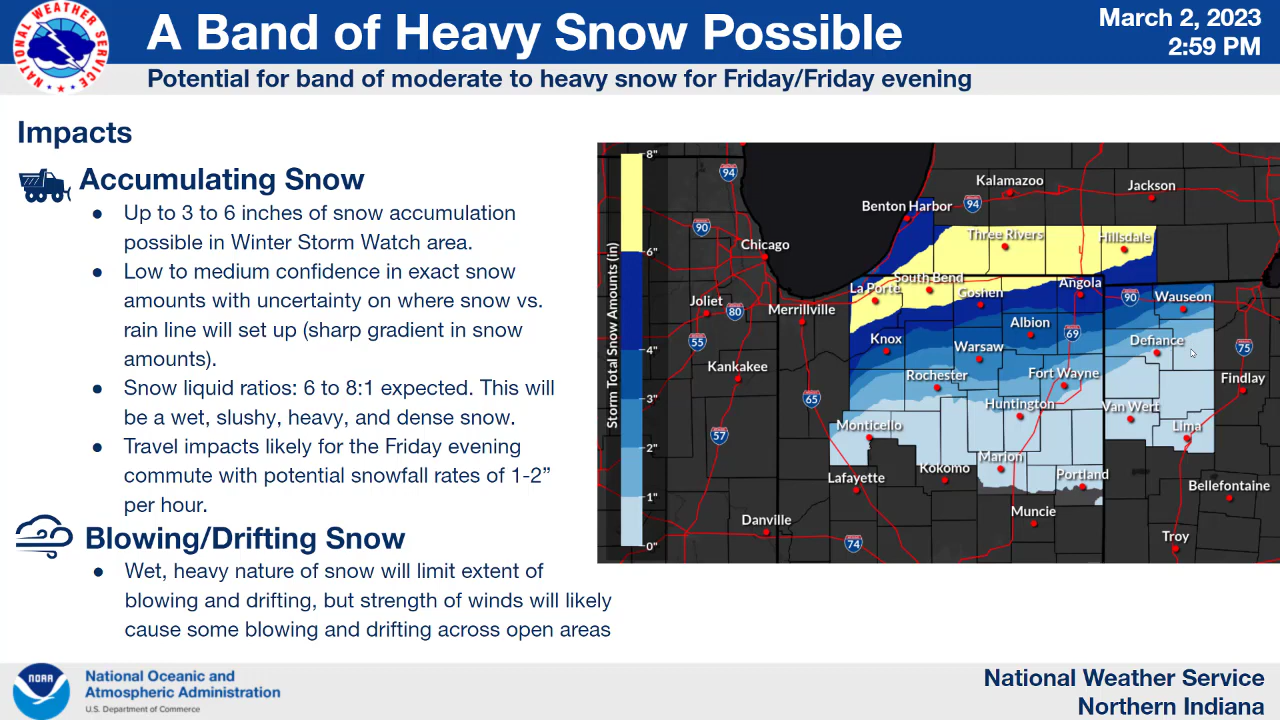 A Band of Heavy Snow Possible
March 2, 2023
2:59 PM
NATIONAL WEATHER SERVICE
Potential for band of moderate to heavy snow for Friday/Friday evening
Impacts
Accumulating Snow
● Up to 3 to 6 inches of snow accumulation
possible in Winter Storm Watch area.
● Low to medium confidence in exact snow
amounts with uncertainty on where snow vs.
rain line will set up (sharp gradient in snow
amounts).
● Snow liquid ratios: 6 to 8:1 expected. This will
be a wet, slushy, heavy, and dense snow.
● Travel impacts likely for the Friday evening
commute with potential snowfall rates of 1-2”
per hour.
Blowing/Drifting Snow
● Wet, heavy nature of snow will limit extent of
blowing and drifting, but strength of winds will likely
cause some blowing and drifting across open areas
Storm Total Snow Amounts (in)
8"
6"
4"
3"
2"
1"
0"
94
Kalamazoo
Jackson
94
Benton Harbor
90
Chicago
Three Rivers
Hillsdale
South Bend
La Porte
Goshen
Angola
90
Wauseon
Joliet
80
Merrillville
55
Knox
Albion
69
Defiance
75
Warsaw
Kankakee
Rochester
Fort Wayne
Findlay
65
Huntington
Van Wert
57
Monticello
Lima
Marion
Kokomo
Portland
Lafayette
Bellefontaine
Danville
Muncie
74
Troy
NOAA
National Oceanic and
Atmospheric Administration
U.S. Department of Commerce
National Weather Service
Northern Indiana